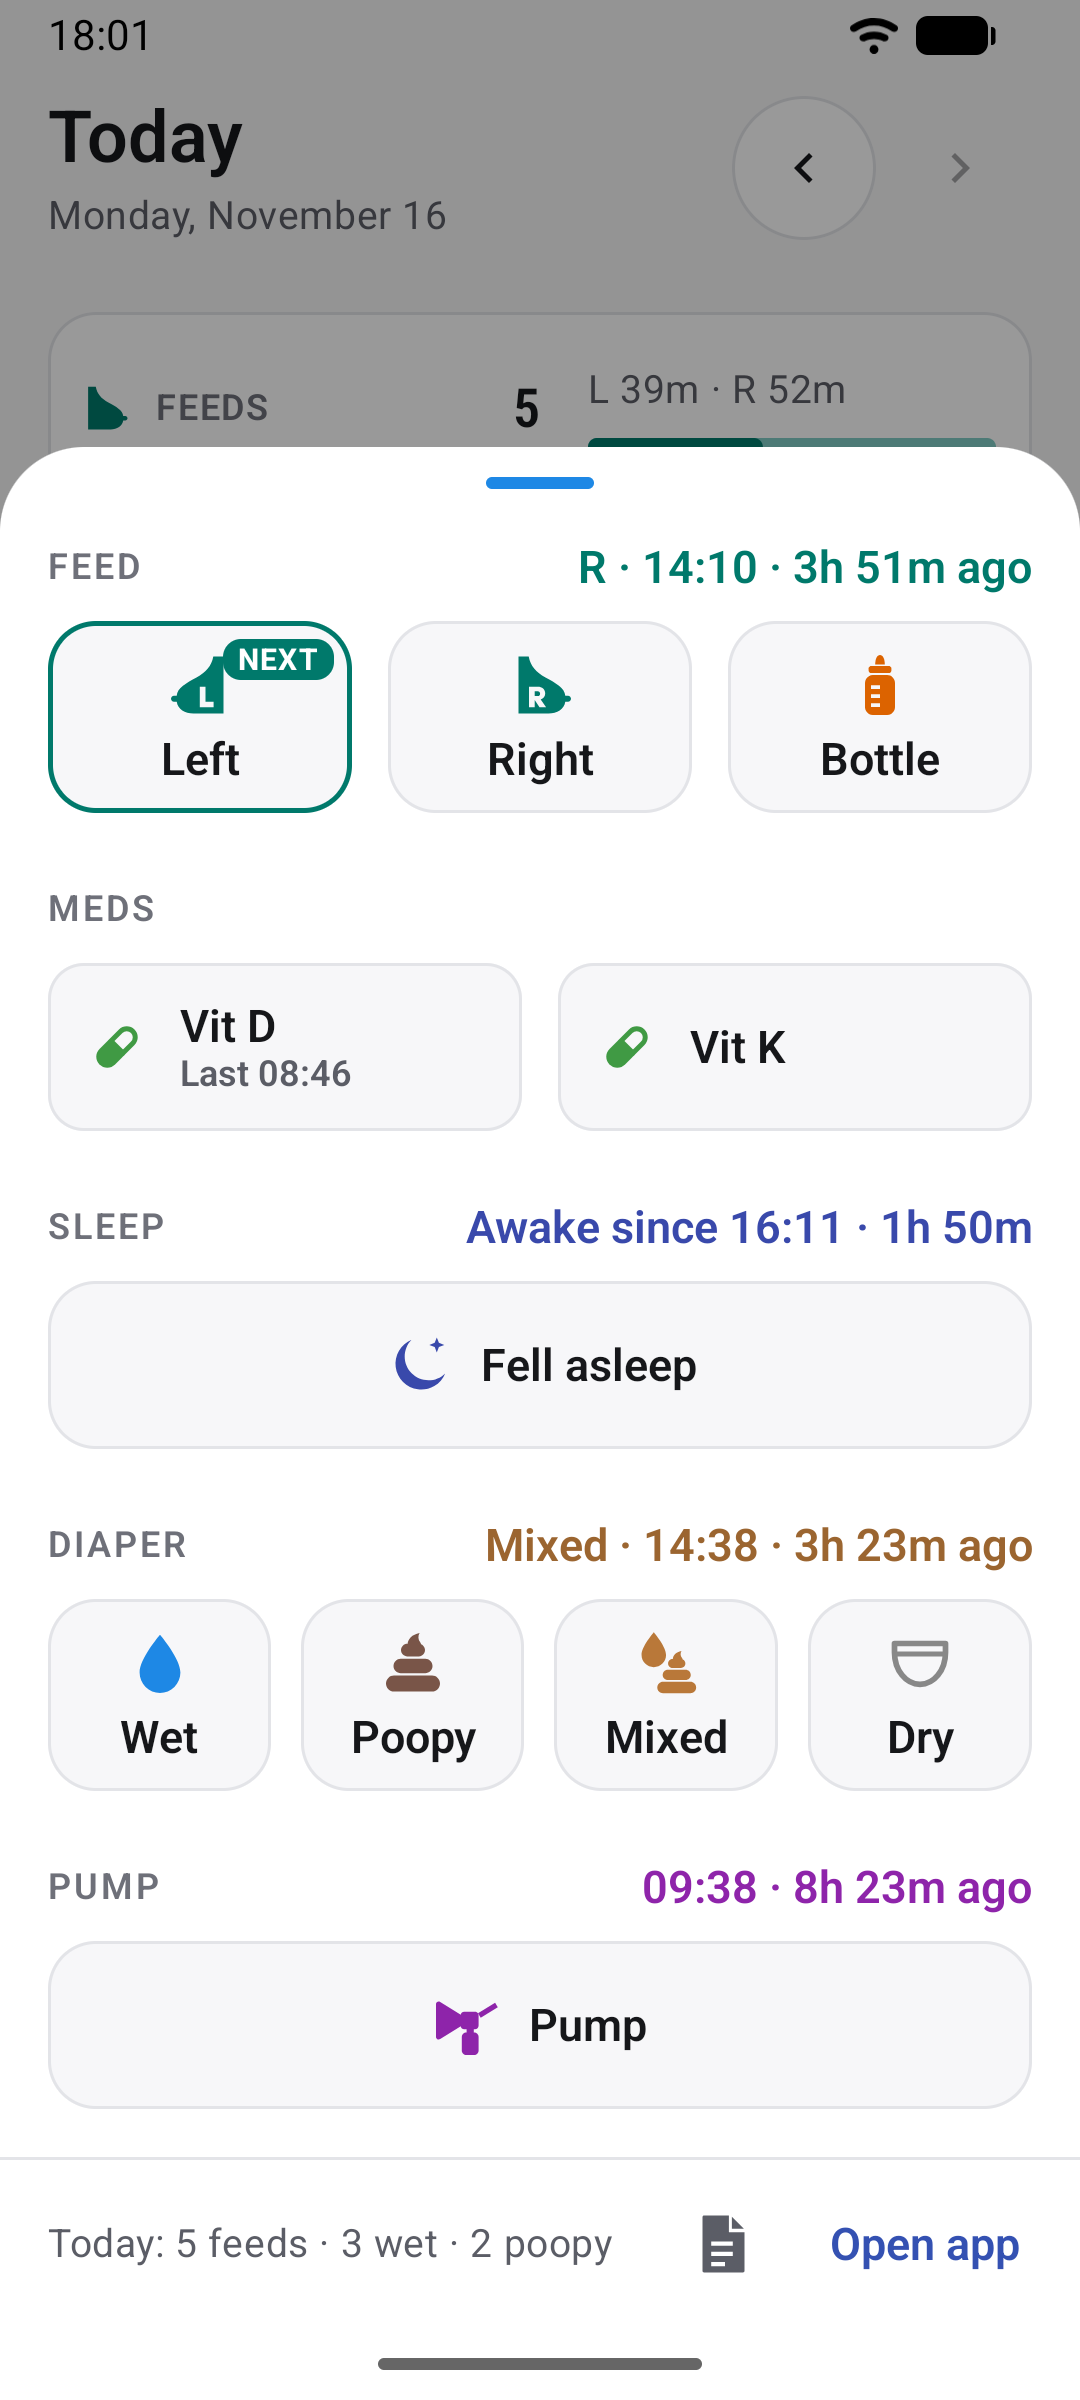 18:01
Today
Monday, November 16
FEEDS 5 L 39m · R 52m
FEED R · 14:10 · 3h 51m ago
NEXT
L R
Left Right Bottle
MEDS
Vit D Vit K
Last 08:46
SLEEP Awake since 16:11 · 1h 50m
Fell asleep
DIAPER Mixed · 14:38 · 3h 23m ago
Wet Poopy Mixed Dry
PUMP 09:38 · 8h 23m ago
Pump
Today: 5 feeds · 3 wet · 2 poopy Open app